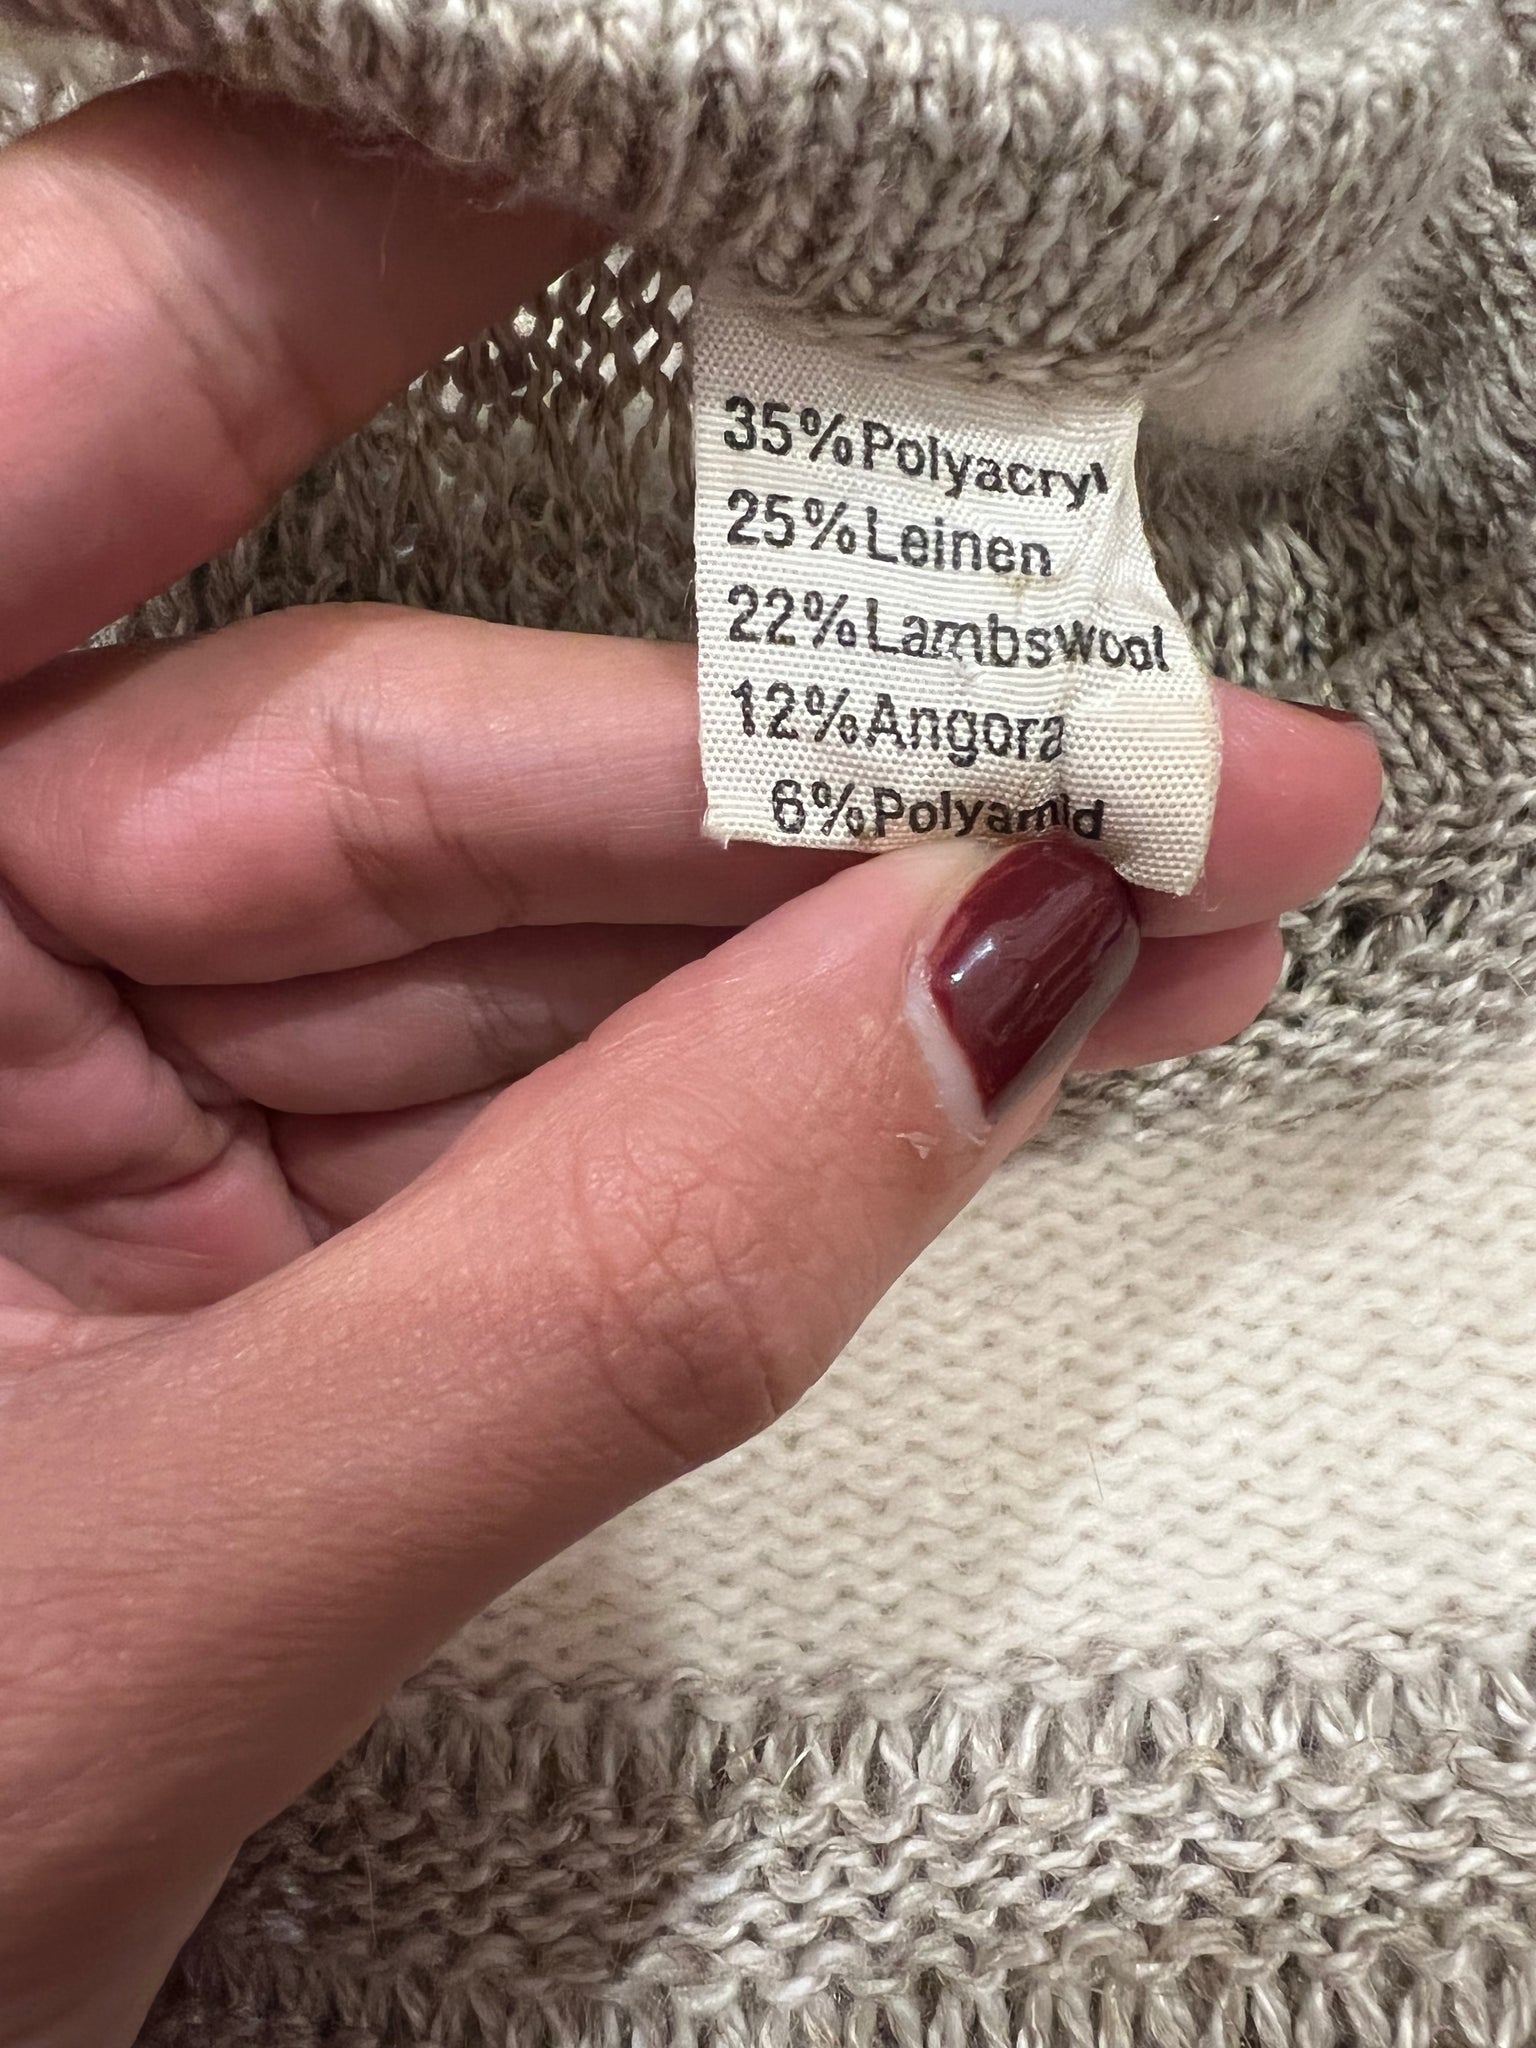 35%Polyacryl
25%Leinen
22%Lambswool
12%Angora
6%Polyamid